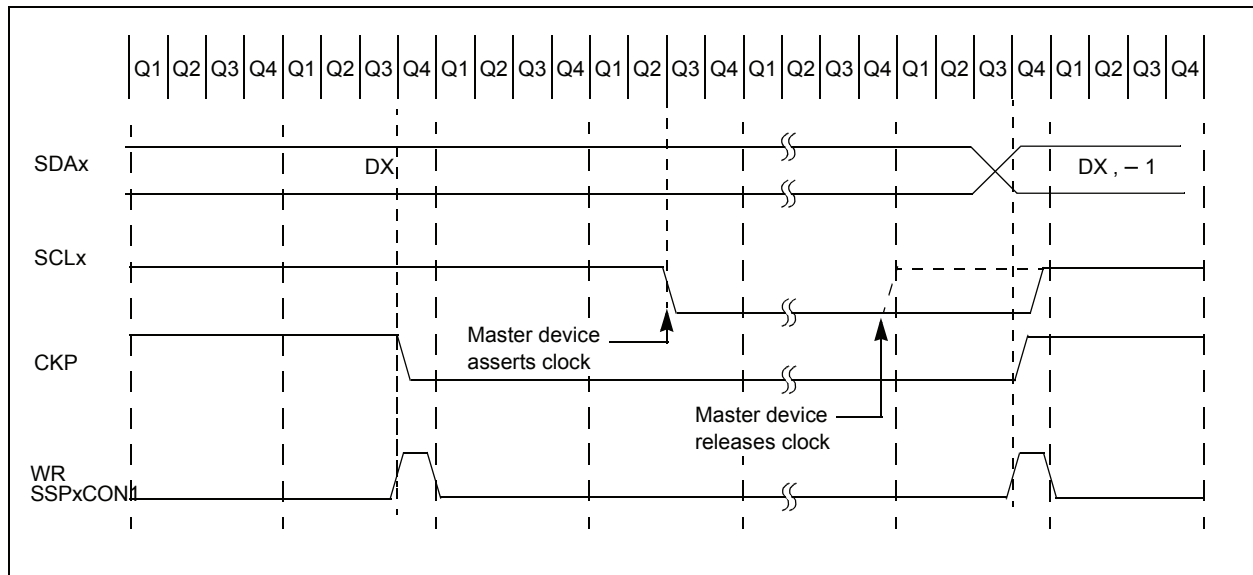 Q1 Q2 Q3 Q4 Q1 Q2 Q3 Q4 Q1 Q2 Q3 Q4 Q1 Q2 Q3 Q4 Q1 Q2 Q3 Q4 Q1 Q2 Q3 Q4 Q1 Q2 Q3 Q4
SDAx
DX
DX , – 1
SCLx
Master device
asserts clock
CKP
Master device
releases clock
WR
SSPxCON1